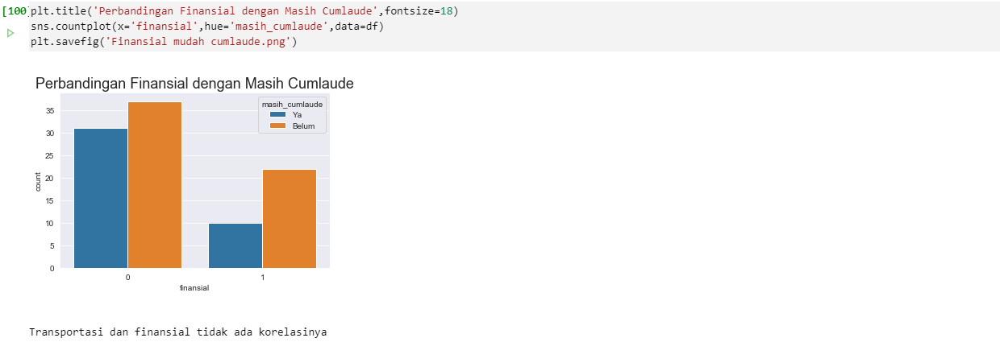 [100]
plt.title('Perbandingan Finansial dengan Masih Cumlaude',fontsize=18)
sns.countplot(x='finansial',hue='masih_cumlaude',data=df)
plt.savefig('Finansial mudah cumlaude.png')
Perbandingan Finansial dengan Masih Cumlaude
masih_cumlaude
Ya
Belum
35
30
25
20
15
10
5
0
count
0
1
finansial
Transportasi dan finansial tidak ada korelasinya